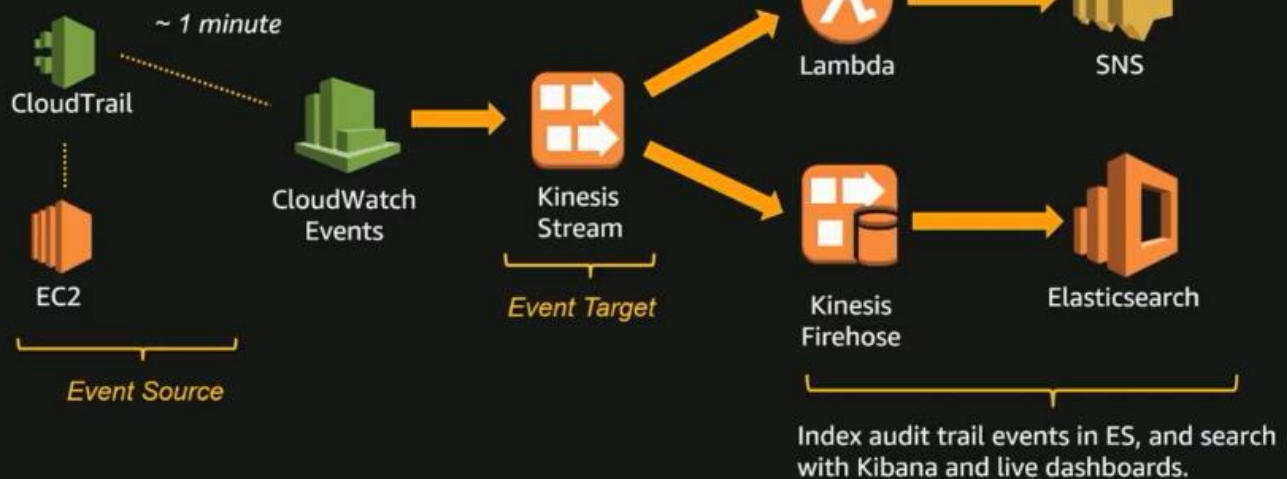 ~ 1 minute
CloudTrail
Lambda
SNS
CloudWatch
Events
Kinesis
Stream
EC2
Event Target
Kinesis
Firehose
Elasticsearch
Event Source
Index audit trail events in ES, and search
with Kibana and live dashboards.